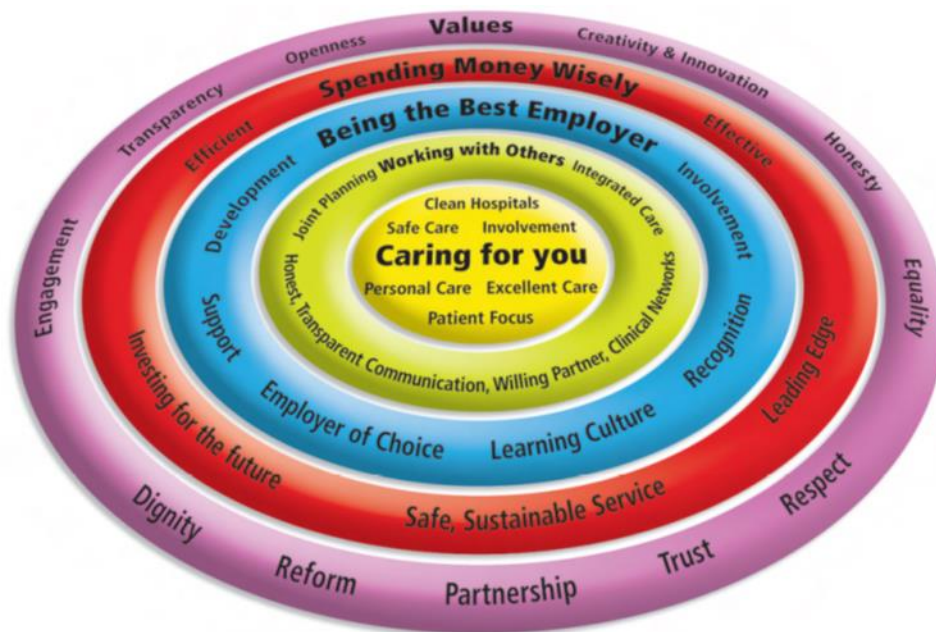 Values
Openness
Creativity & Innovation
Transparency
Honesty
Engagement
Equality
Dignity
Reform
Partnership
Trust
Respect
Spending Money Wisely
Efficient
Effective
Investing for the future
Safe, Sustainable Service
Leading Edge
Being the Best Employer
Development
Involvement
Support
Employer of Choice
Learning Culture
Recognition
Working with Others
Joint Planning
Integrated Care
Honest, Transparent Communication, Willing Partner, Clinical Networks
Clean Hospitals
Safe Care Involvement
Caring for you
Personal Care Excellent Care
Patient Focus